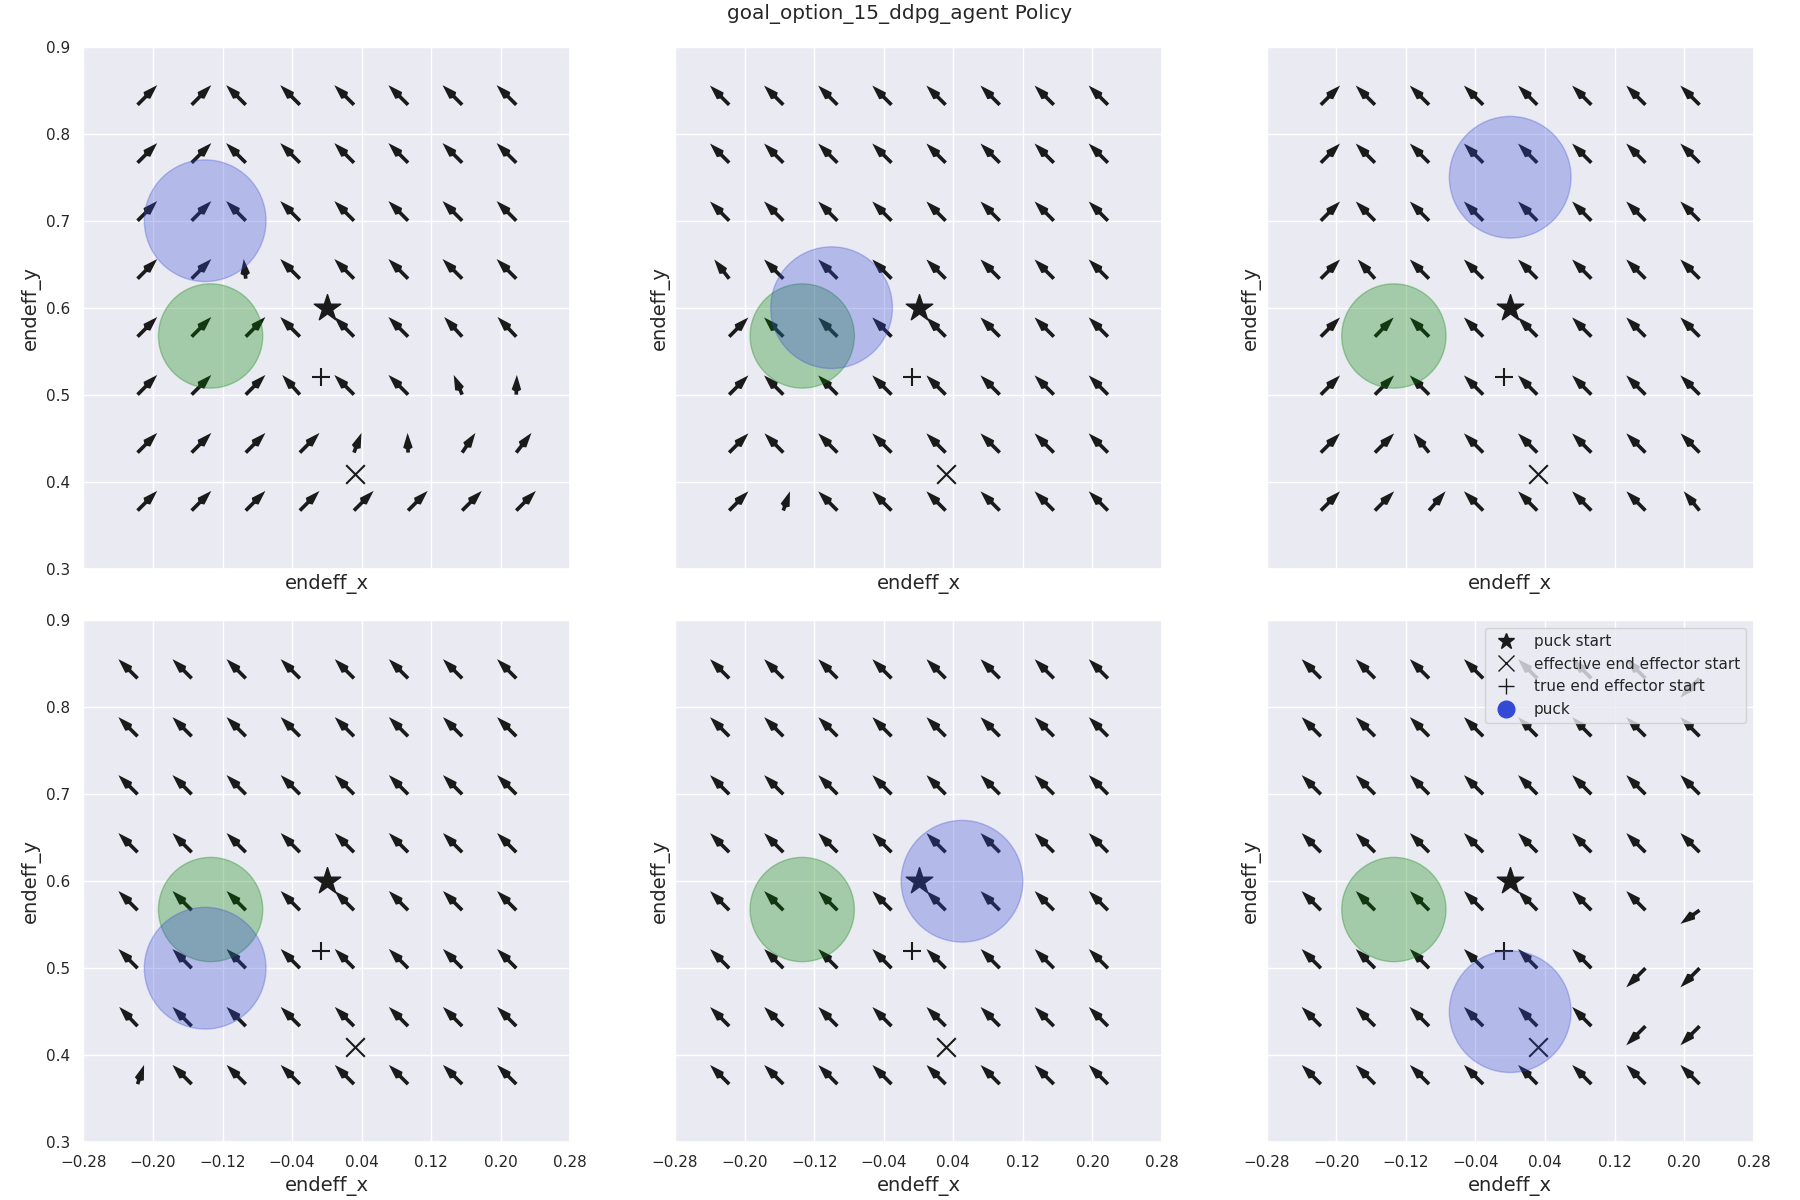 goal_option_15_ddpg_agent Policy
0.9
0.8
0.7
0.6
0.5
0.4
0.3
endeff_y
endeff_x
endeff_y
endeff_x
endeff_y
endeff_x
0.9
0.8
0.7
0.6
0.5
0.4
0.3
endeff_y
−0.28 −0.20 −0.12 −0.04 0.04 0.12 0.20 0.28
endeff_x
endeff_y
−0.28 −0.20 −0.12 −0.04 0.04 0.12 0.20 0.28
endeff_x
puck start
effective end effector start
true end effector start
puck
endeff_y
−0.28 −0.20 −0.12 −0.04 0.04 0.12 0.20 0.28
endeff_x